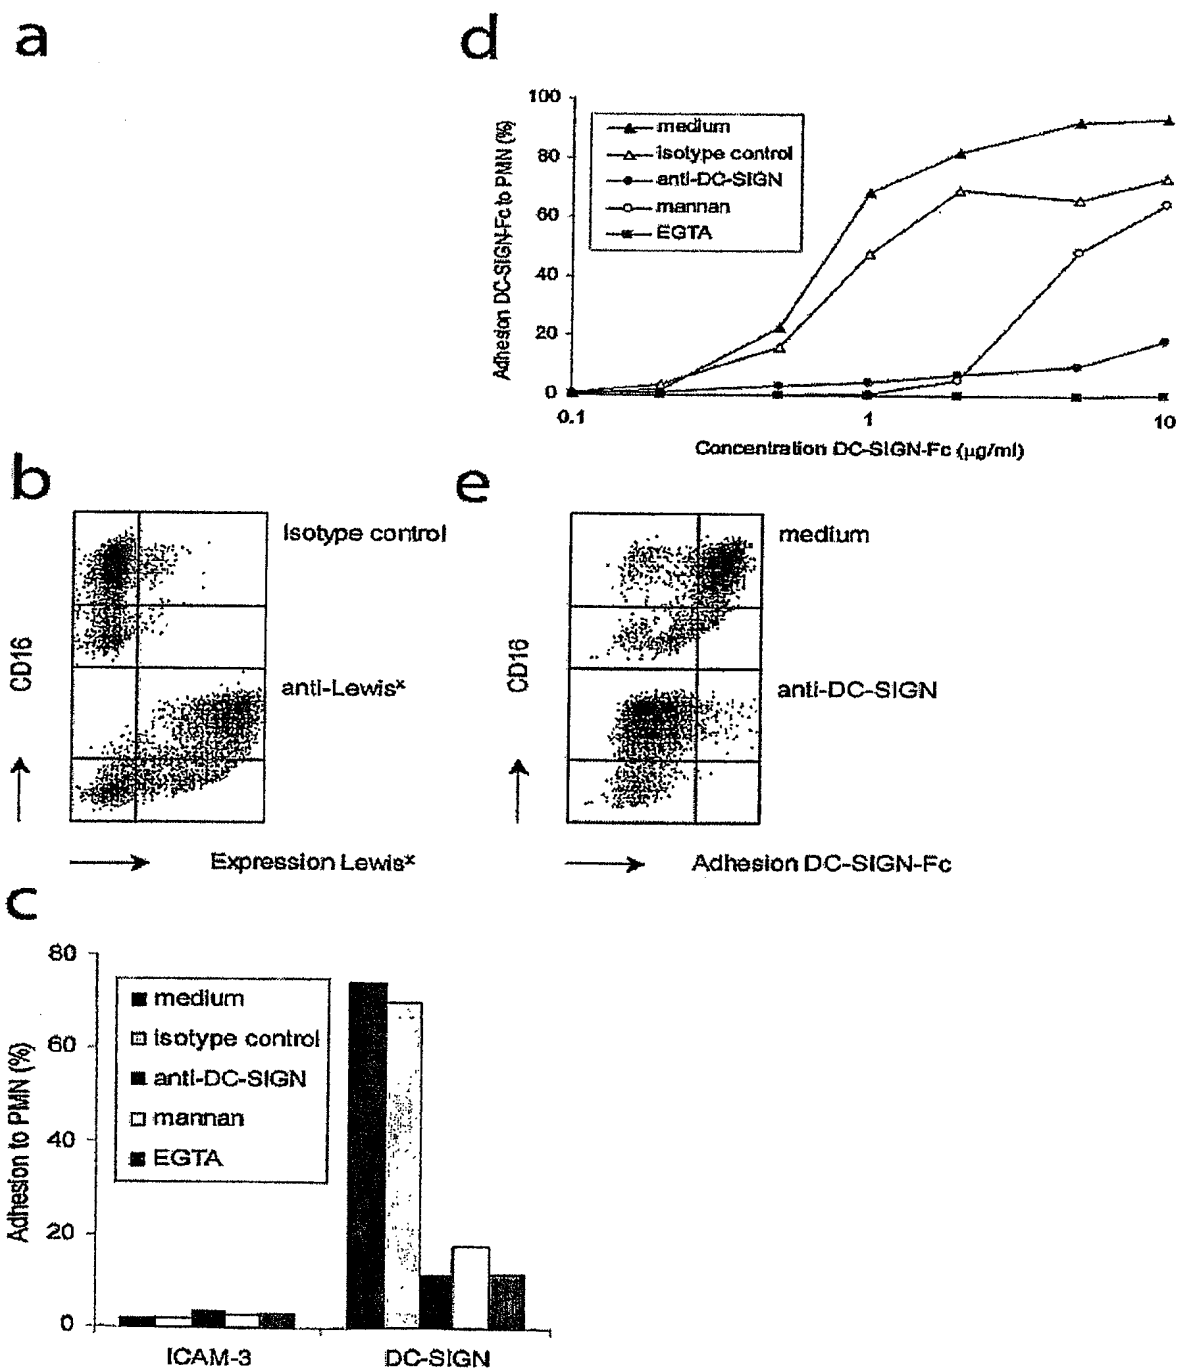 a
d
100
80
60
40
20
0
Adhesion DC-SIGN-Fc to PMN (%)
medium
isotype control
anti-DC-SIGN
mannan
EGTA
0.1
1
10
Concentration DC-SIGN-Fc (µg/ml)
b
isotype control
anti-Lewisˣ
CD16
Expression Lewisˣ
e
medium
anti-DC-SIGN
CD16
Adhesion DC-SIGN-Fc
c
80
60
40
20
0
Adhesion to PMN (%)
medium
isotype control
anti-DC-SIGN
mannan
EGTA
ICAM-3
DC-SIGN